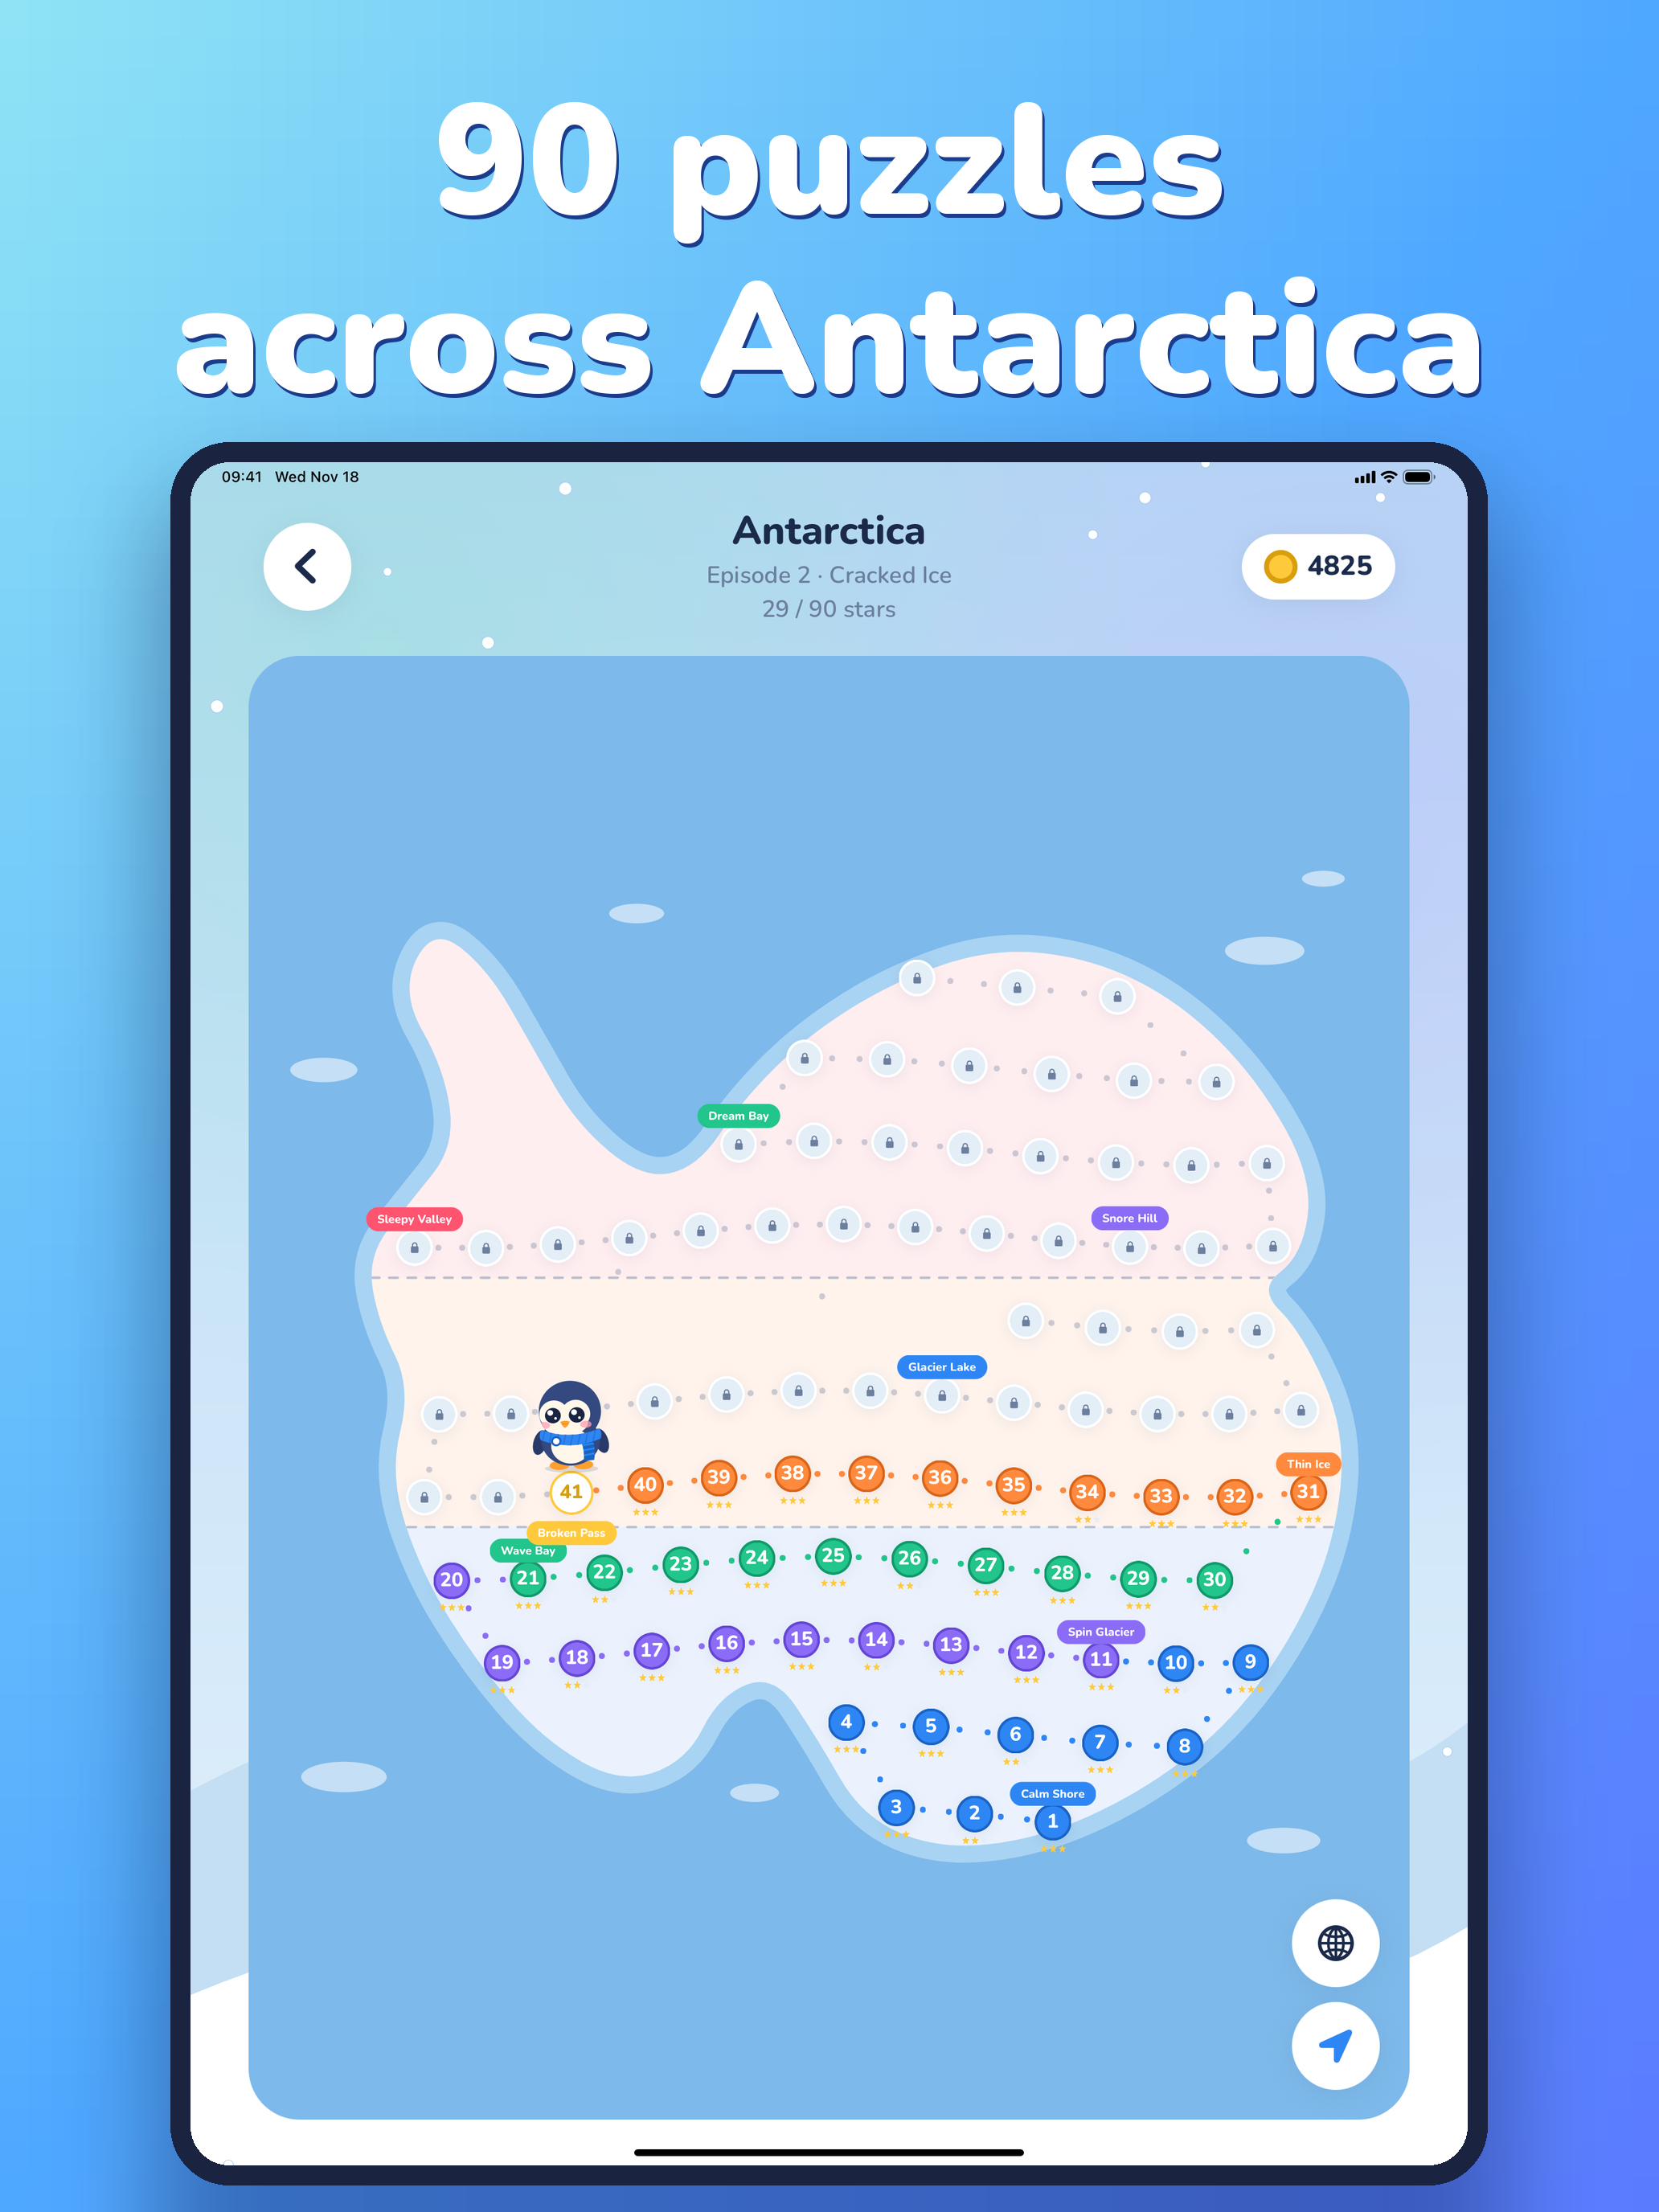 90 puzzles
across Antarctica
09:41 Wed Nov 18
Antarctica
Episode 2 · Cracked Ice
29 / 90 stars
4825
Dream Bay
Sleepy Valley
Snore Hill
Glacier Lake
Thin Ice
41 40 39 38 37 36 35 34 33 32 31
Broken Pass
Wave Bay
20 21 22 23 24 25 26 27 28 29 30
Spin Glacier
19 18 17 16 15 14 13 12 11 10 9
4 5 6 7 8
Calm Shore
3 2 1